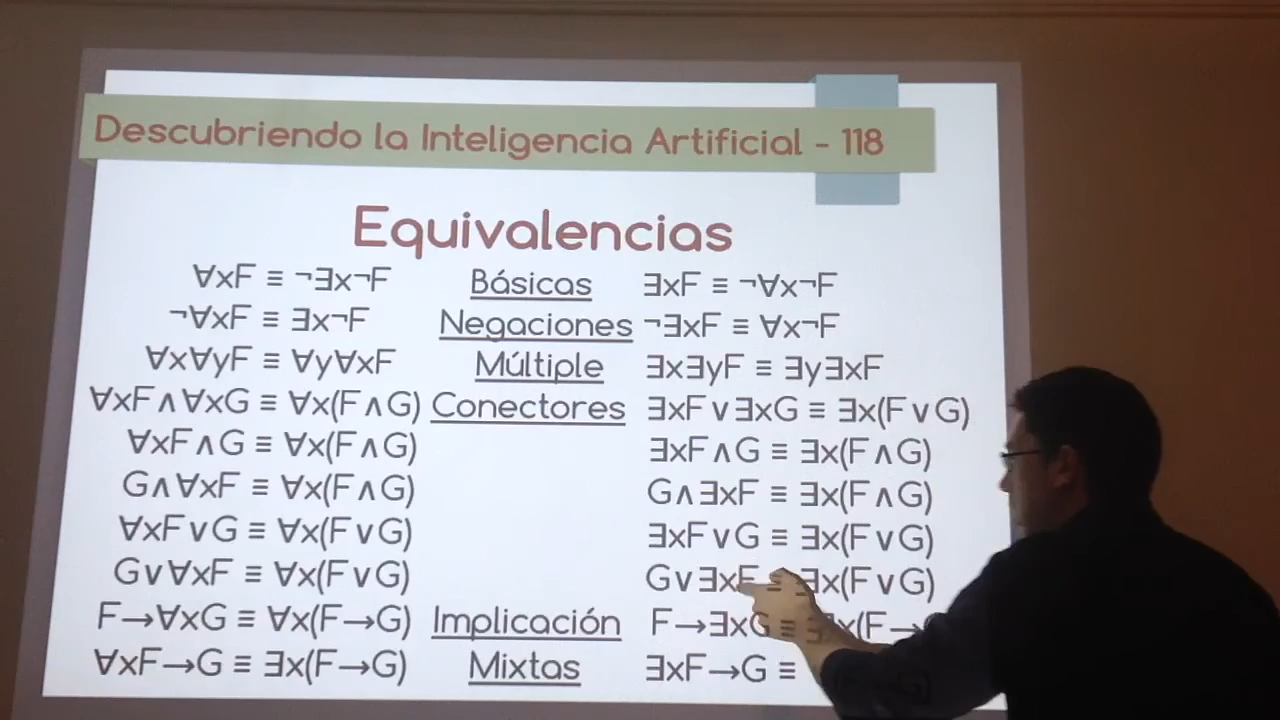 Descubriendo la Inteligencia Artificial - 118
Equivalencias
∀xF ≡ ¬∃x¬F Básicas ∃xF ≡ ¬∀x¬F
¬∀xF ≡ ∃x¬F Negaciones ¬∃xF ≡ ∀x¬F
∀x∀yF ≡ ∀y∀xF Múltiple ∃x∃yF ≡ ∃y∃xF
∀xF∧∀xG ≡ ∀x(F∧G) Conectores ∃xF∨∃xG ≡ ∃x(F∨G)
∀xF∧G ≡ ∀x(F∧G) ∃xF∧G ≡ ∃x(F∧G)
G∧∀xF ≡ ∀x(F∧G) G∧∃xF ≡ ∃x(F∧G)
∀xF∨G ≡ ∀x(F∨G) ∃xF∨G ≡ ∃x(F∨G)
G∨∀xF ≡ ∀x(F∨G) G∨∃xF ≡ ∃x(F∨G)
F→∀xG ≡ ∀x(F→G) Implicación F→∃xG ≡ ∃x(F→
∀xF→G ≡ ∃x(F→G) Mixtas ∃xF→G ≡